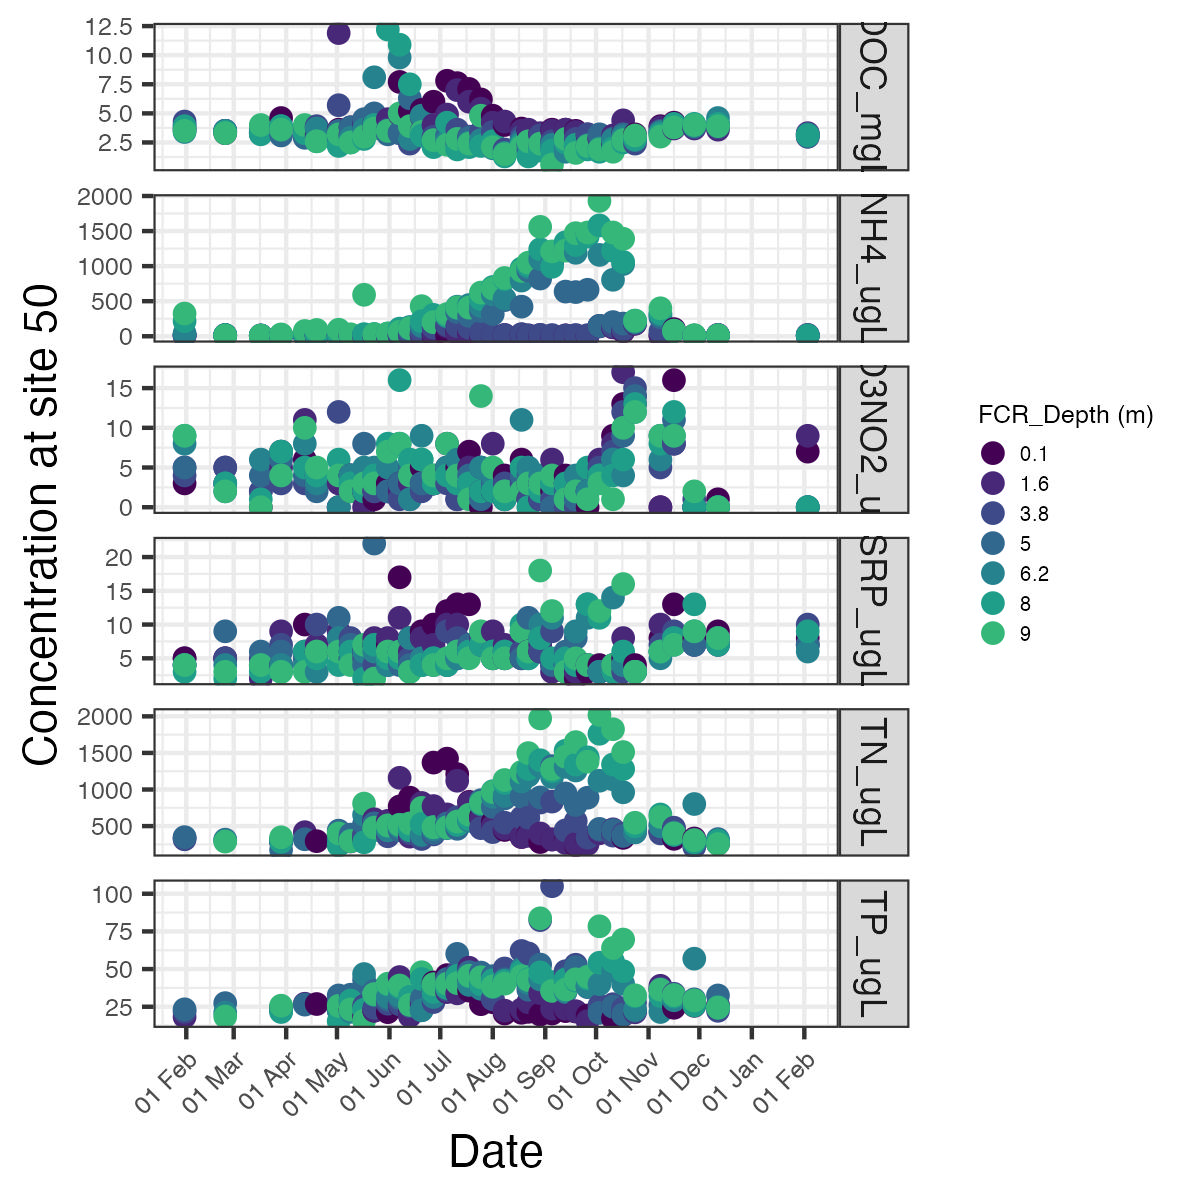 Concentration at site 50
12.5
10.0
7.5
5.0
2.5
DOC_mgL
2000
1500
1000
500
0
NH4_ugL
15
10
5
0
O3NO2_u
20
15
10
5
SRP_ugL
2000
1500
1000
500
TN_ugL
100
75
50
25
TP_ugL
01 Feb
01 Mar
01 Apr
01 May
01 Jun
01 Jul
01 Aug
01 Sep
01 Oct
01 Nov
01 Dec
01 Jan
01 Feb
Date
FCR_Depth (m)
0.1
1.6
3.8
5
6.2
8
9